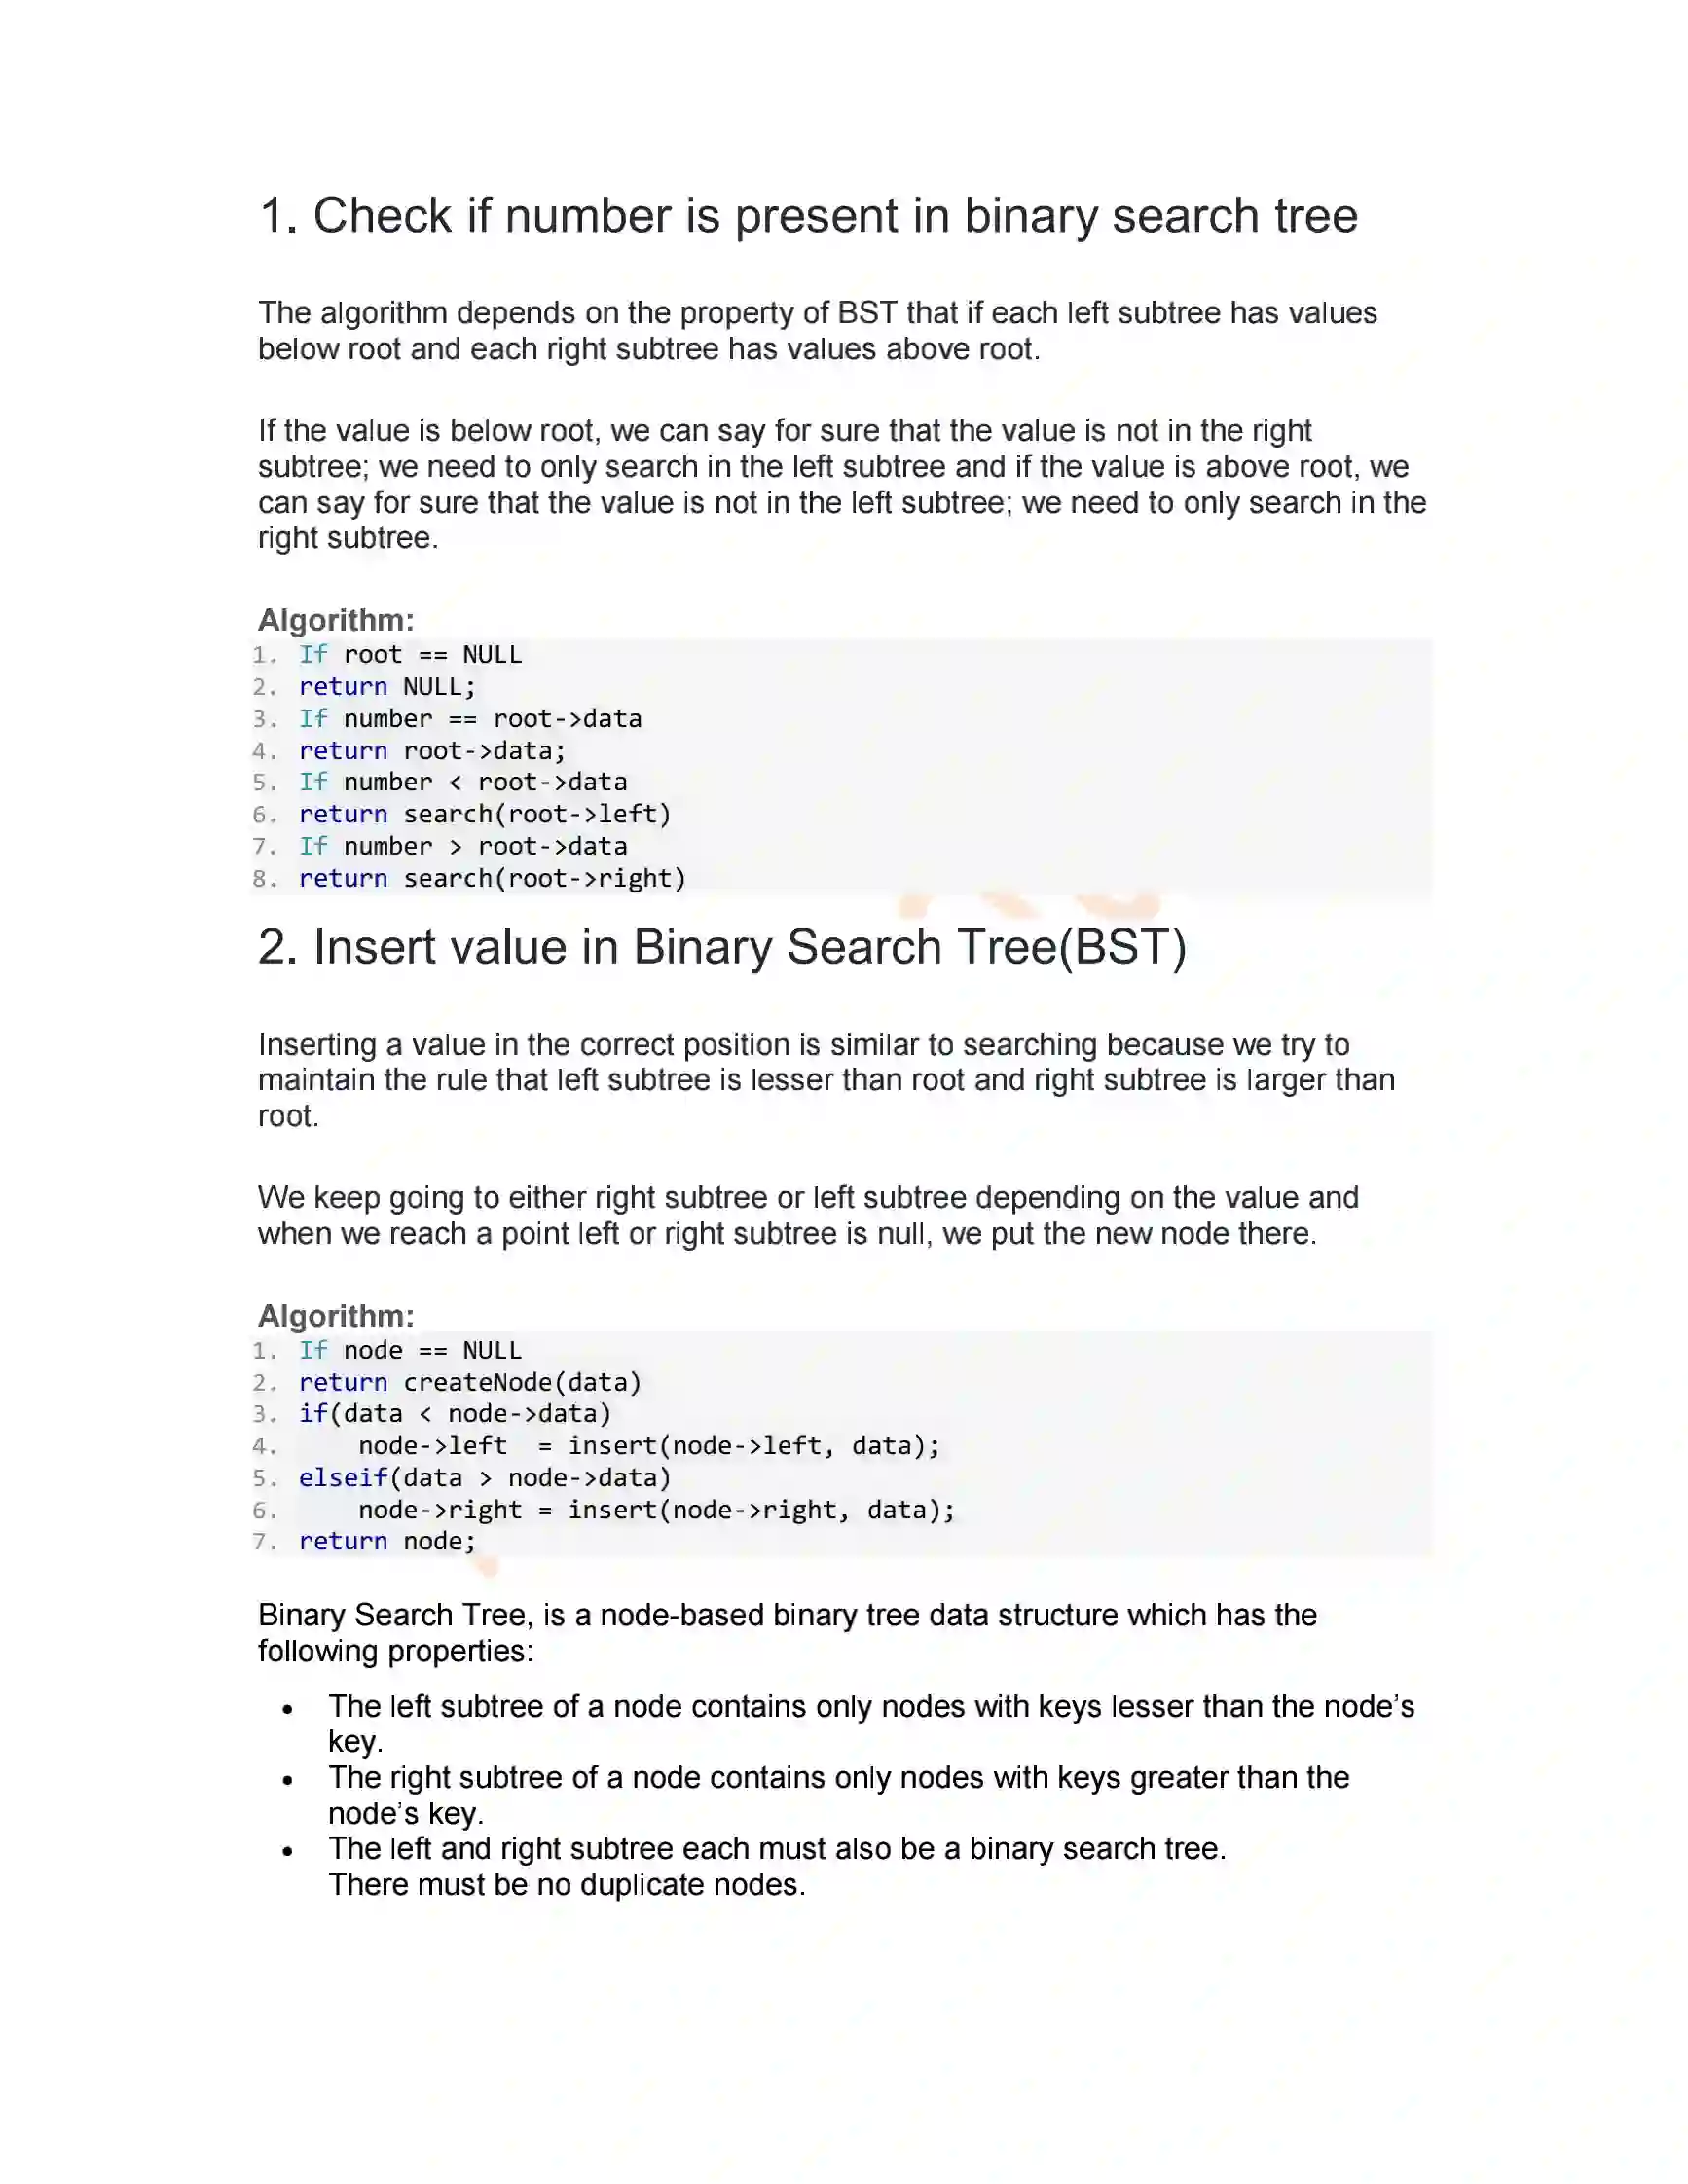 1. Check if number is present in binary search tree
The algorithm depends on the property of BST that if each left subtree has values
below root and each right subtree has values above root.
If the value is below root, we can say for sure that the value is not in the right
subtree; we need to only search in the left subtree and if the value is above root, we
can say for sure that the value is not in the left subtree; we need to only search in the
right subtree.
Algorithm:
1. If root == NULL
2. return NULL;
3. If number == root->data
4. return root->data;
5. If number < root->data
6. return search(root->left)
7. If number > root->data
8. return search(root->right)
2. Insert value in Binary Search Tree(BST)
Inserting a value in the correct position is similar to searching because we try to
maintain the rule that left subtree is lesser than root and right subtree is larger than
root.
We keep going to either right subtree or left subtree depending on the value and
when we reach a point left or right subtree is null, we put the new node there.
Algorithm:
1. If node == NULL
2. return createNode(data)
3. if(data < node->data)
4.     node->left  = insert(node->left, data);
5. elseif(data > node->data)
6.     node->right = insert(node->right, data);
7. return node;
Binary Search Tree, is a node-based binary tree data structure which has the
following properties:
• The left subtree of a node contains only nodes with keys lesser than the node’s
key.
• The right subtree of a node contains only nodes with keys greater than the
node’s key.
• The left and right subtree each must also be a binary search tree.
There must be no duplicate nodes.